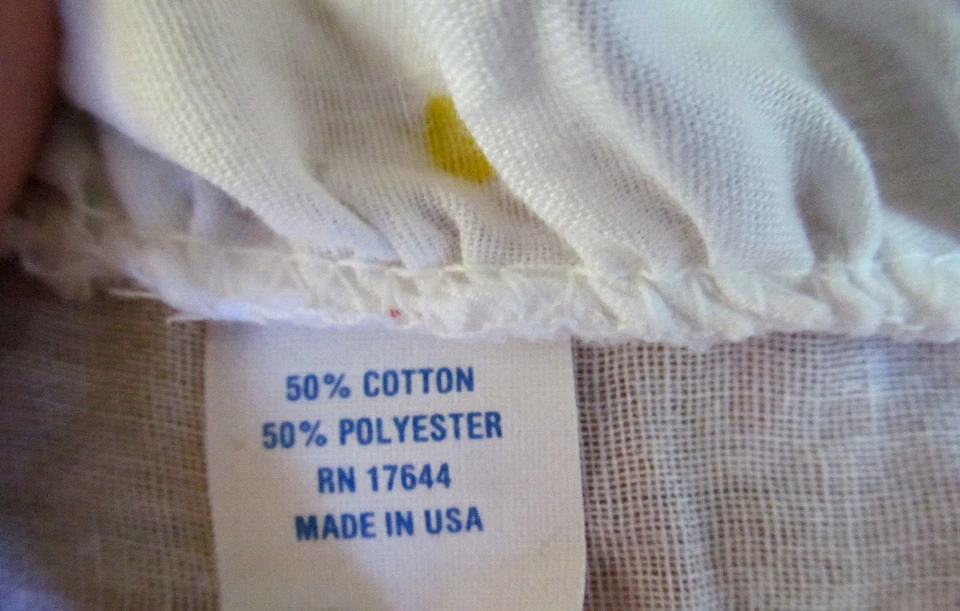 50% COTTON
50% POLYESTER
RN 17644
MADE IN USA